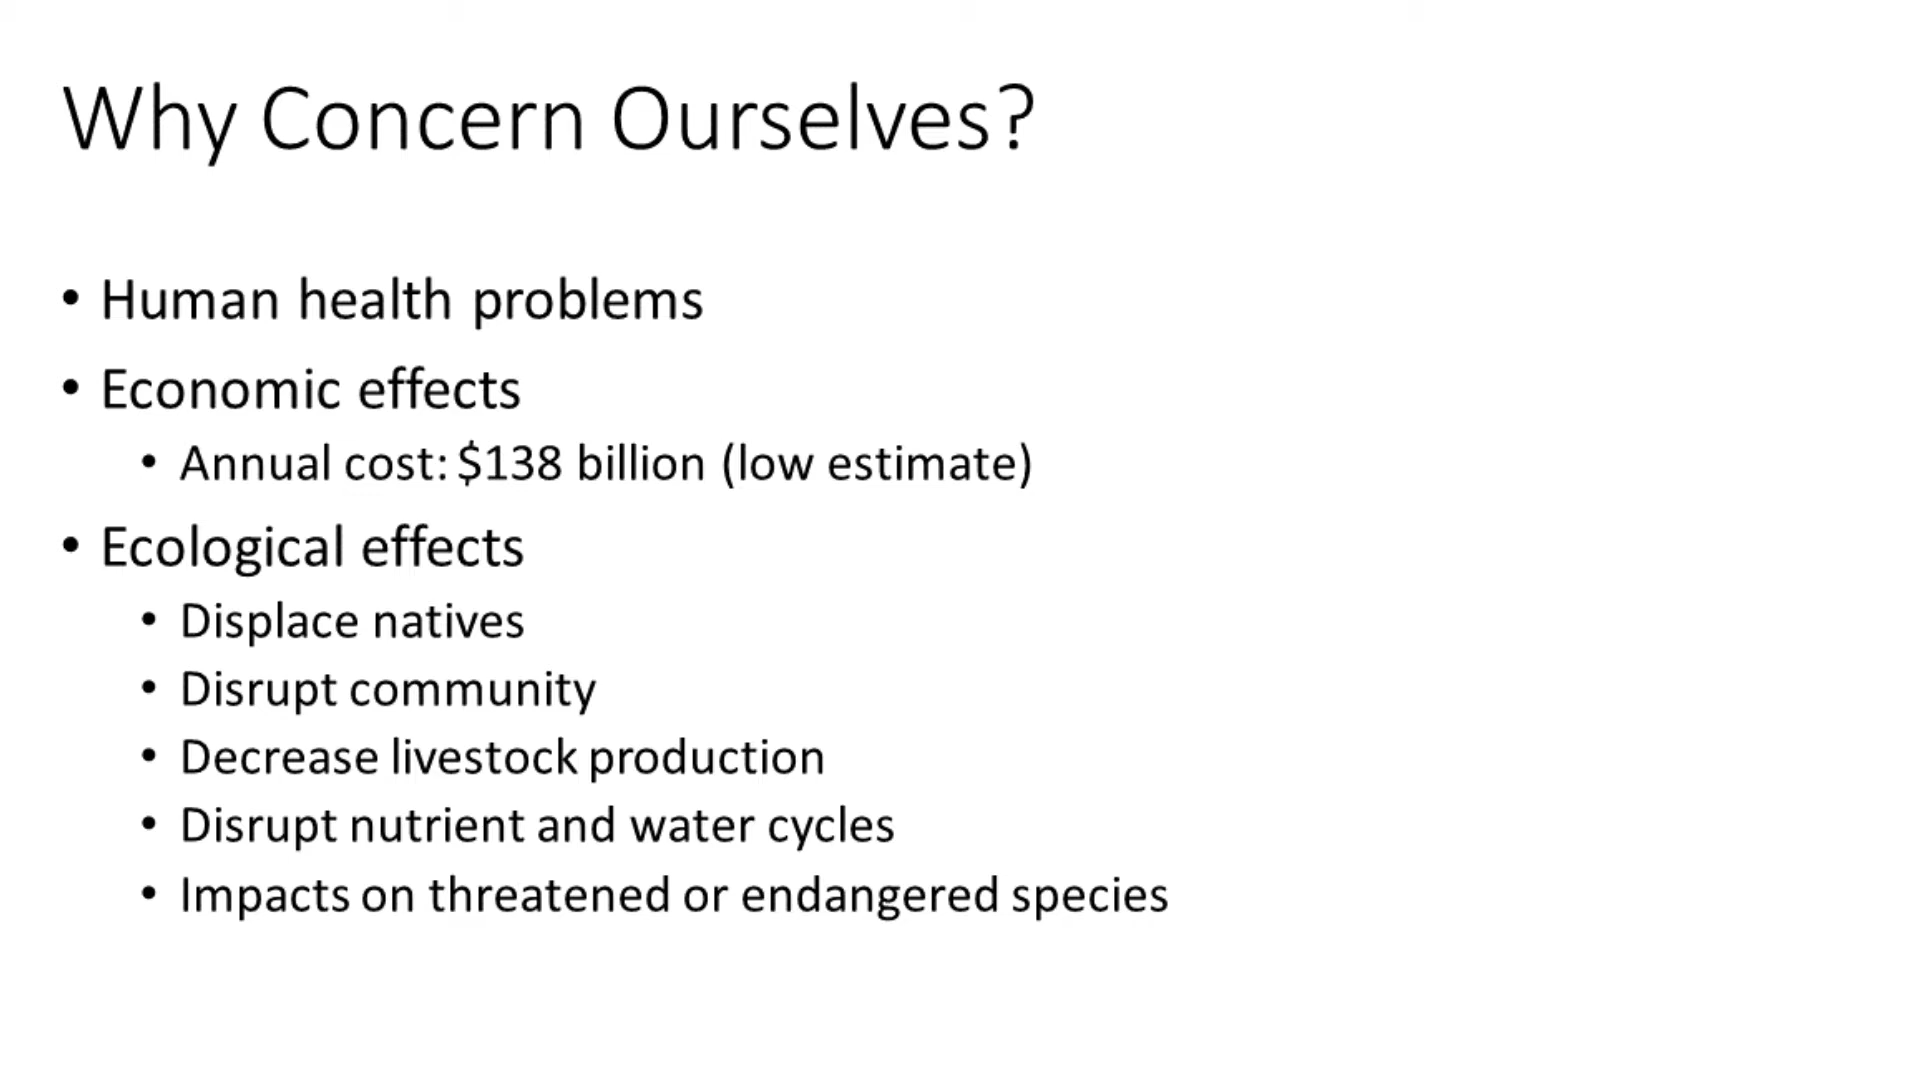 Why Concern Ourselves?
• Human health problems
• Economic effects
• Annual cost: $138 billion (low estimate)
• Ecological effects
• Displace natives
• Disrupt community
• Decrease livestock production
• Disrupt nutrient and water cycles
• Impacts on threatened or endangered species